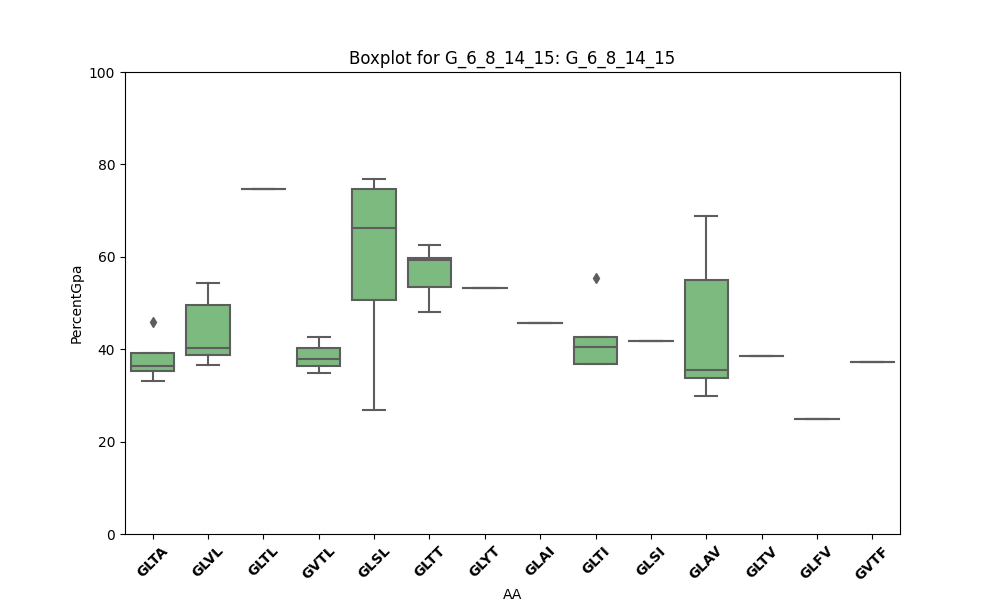 Boxplot for G_6_8_14_15: G_6_8_14_15
100
80
60
40
20
0
PercentGpa
GLTA GLVL GLTL GVTL GLSL GLTT GLYT GLAI GLTI GLSI GLAV GLTV GLFV GVTF
AA